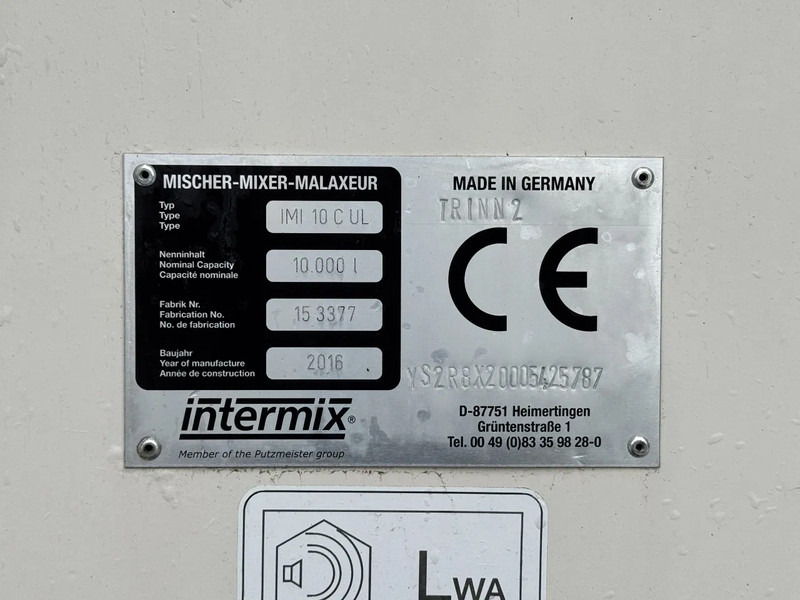 MISCHER-MIXER-MALAXEUR
Typ
Type
Type
IMI 10 C UL
Nenninhalt
Nominal Capacity
Capacité nominale
10.000 l
Fabrik Nr.
Fabrication No.
No. de fabrication
15 3377
Baujahr
Year of manufacture
Année de construction
2016
intermix®
Member of the Putzmeister group
MADE IN GERMANY
TRINN2
CE
YS2R8X20005425787
D-87751 Heimertingen
Grüntenstraße 1
Tel. 00 49 (0)83 35 98 28-0
LWA